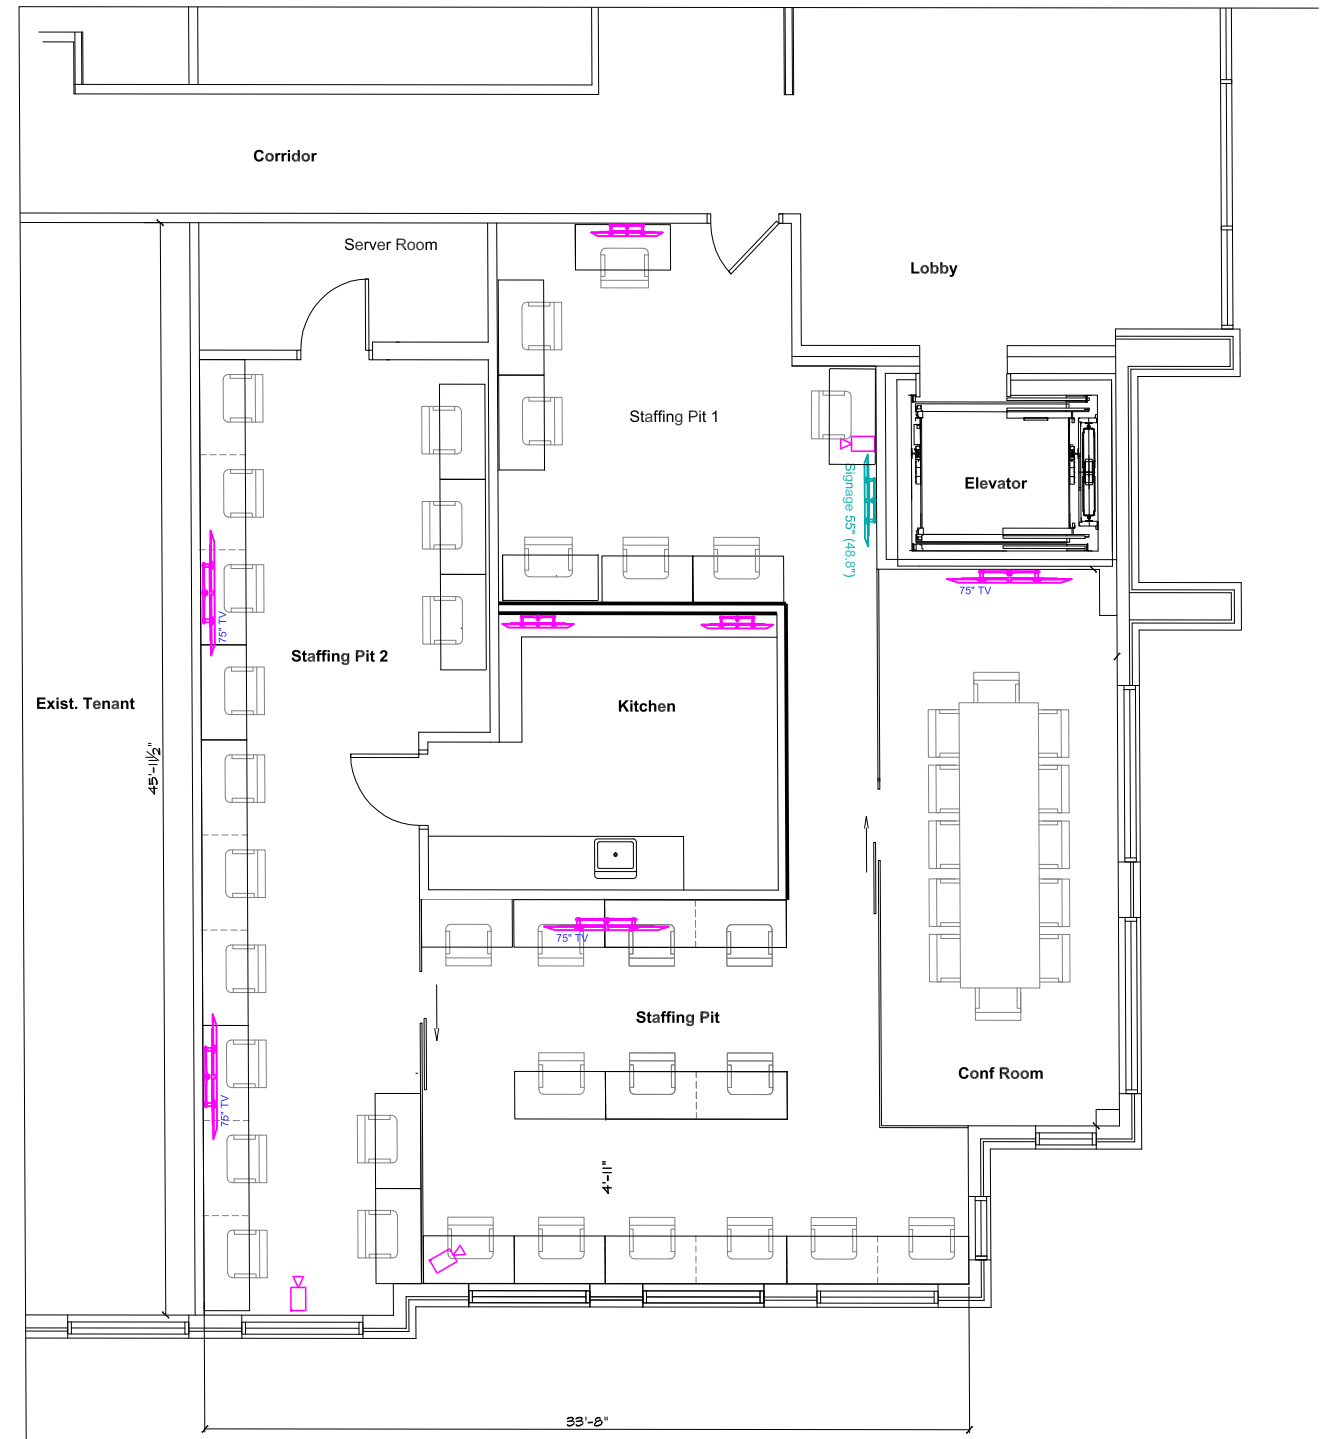 Corridor
Server Room
Lobby
Staffing Pit 1
Elevator
Signage 55" (48.8")
75" TV
75" TV
Staffing Pit 2
Exist. Tenant
Kitchen
45'-11½"
75" TV
Staffing Pit
Conf Room
75" TV
4'-11"
33'-8"